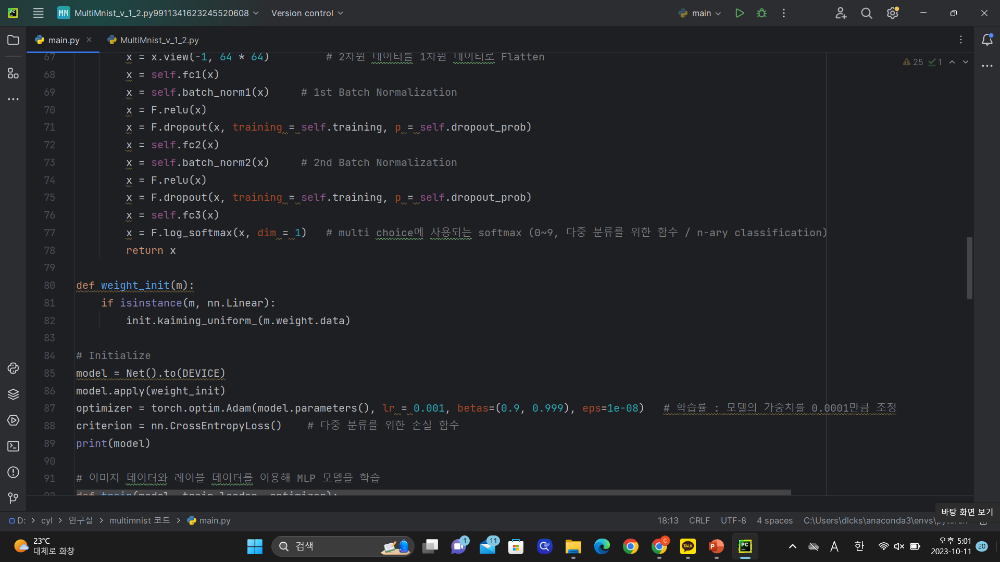 MM MultiMnist_v_1_2.py9911341623245520608 Version control main
main.py MultiMnist_v_1_2.py
67 x = x.view(-1, 64 * 64) # 2차원 데이터를 1차원 데이터로 Flatten
25 1
68 x = self.fc1(x)
69 x = self.batch_norm1(x) # 1st Batch Normalization
70 x = F.relu(x)
71 x = F.dropout(x, training = self.training, p = self.dropout_prob)
72 x = self.fc2(x)
73 x = self.batch_norm2(x) # 2nd Batch Normalization
74 x = F.relu(x)
75 x = F.dropout(x, training = self.training, p = self.dropout_prob)
76 x = self.fc3(x)
77 x = F.log_softmax(x, dim = 1) # multi choice에 사용되는 softmax (0~9, 다중 분류를 위한 함수 / n-ary classification)
78 return x
79
80 def weight_init(m):
81 if isinstance(m, nn.Linear):
82 init.kaiming_uniform_(m.weight.data)
83
84 # Initialize
85 model = Net().to(DEVICE)
86 model.apply(weight_init)
87 optimizer = torch.optim.Adam(model.parameters(), lr = 0.001, betas=(0.9, 0.999), eps=1e-08) # 학습률 : 모델의 가중치를 0.0001만큼 조정
88 criterion = nn.CrossEntropyLoss() # 다중 분류를 위한 손실 함수
89 print(model)
90
91 # 이미지 데이터와 레이블 데이터를 이용해 MLP 모델을 학습
92 def train(model, train_loader, optimizer):
바탕 화면 보기
D: > cyl > 연구실 > multimnist 코드 > main.py 18:13 CRLF UTF-8 4 spaces C:\Users\dlcks\anaconda3\envs\pytorch
23°C
대체로 화창
검색
1 11 C TALK P PC
A 한
오후 5:01
2023-10-11 20